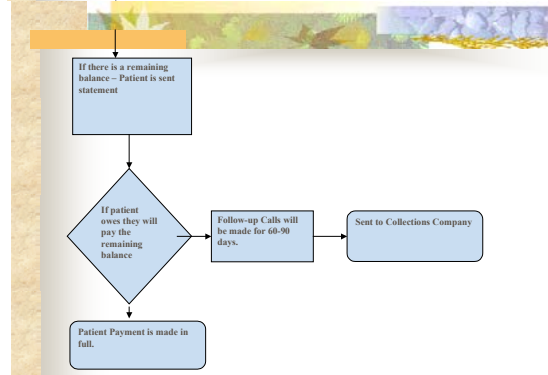 If there is a remaining
balance – Patient is sent
statement
If patient
owes they will
pay the
remaining
balance
Follow-up Calls will
be made for 60-90
days.
Sent to Collections Company
Patient Payment is made in
full.